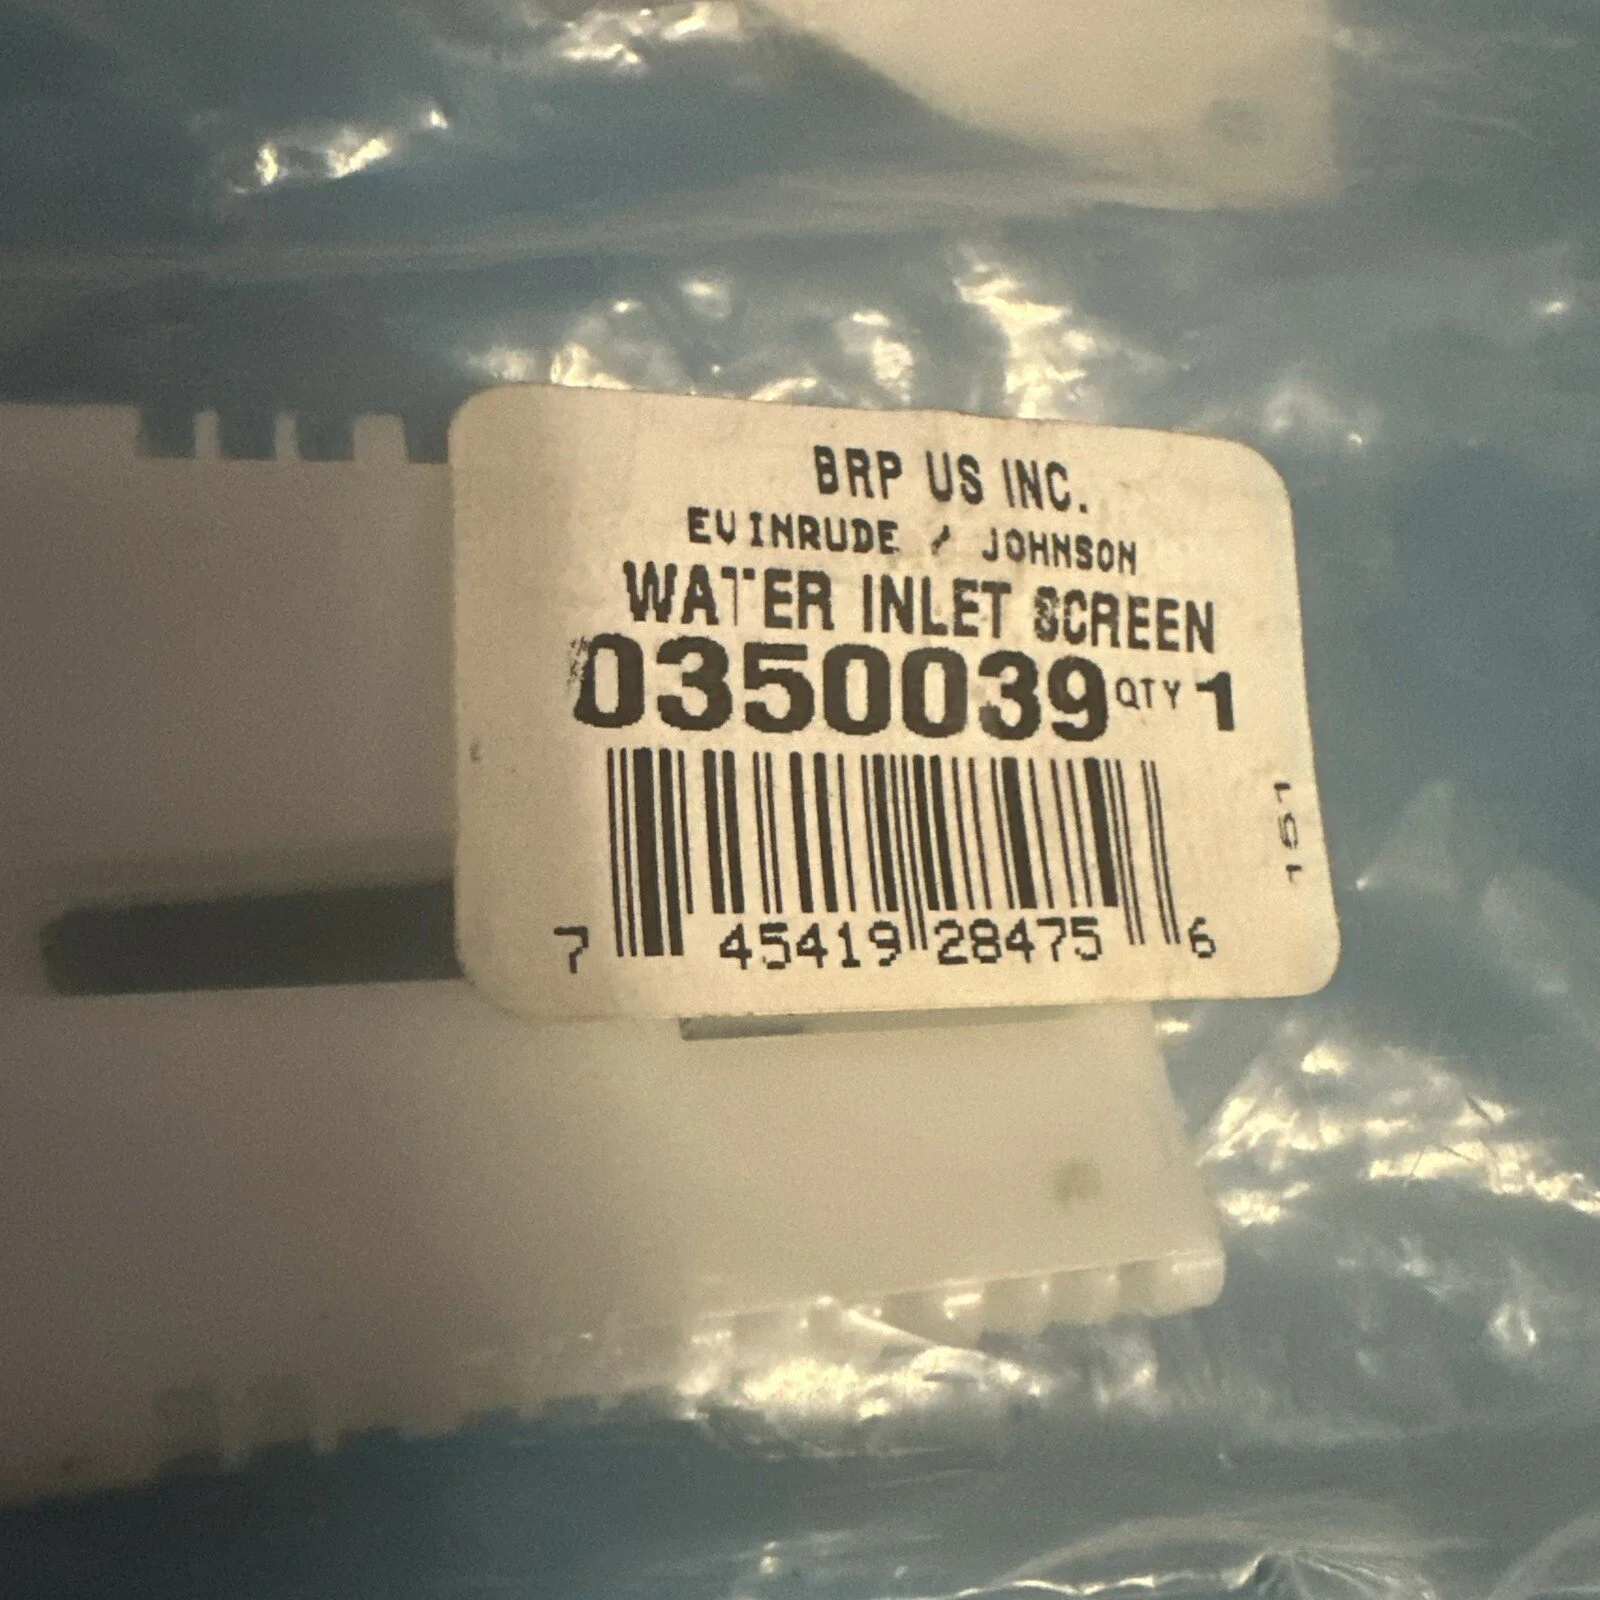 BRP US INC.
EVINRUDE / JOHNSON
WATER INLET SCREEN
0350039 QTY 1
7 45419 28475 6
151